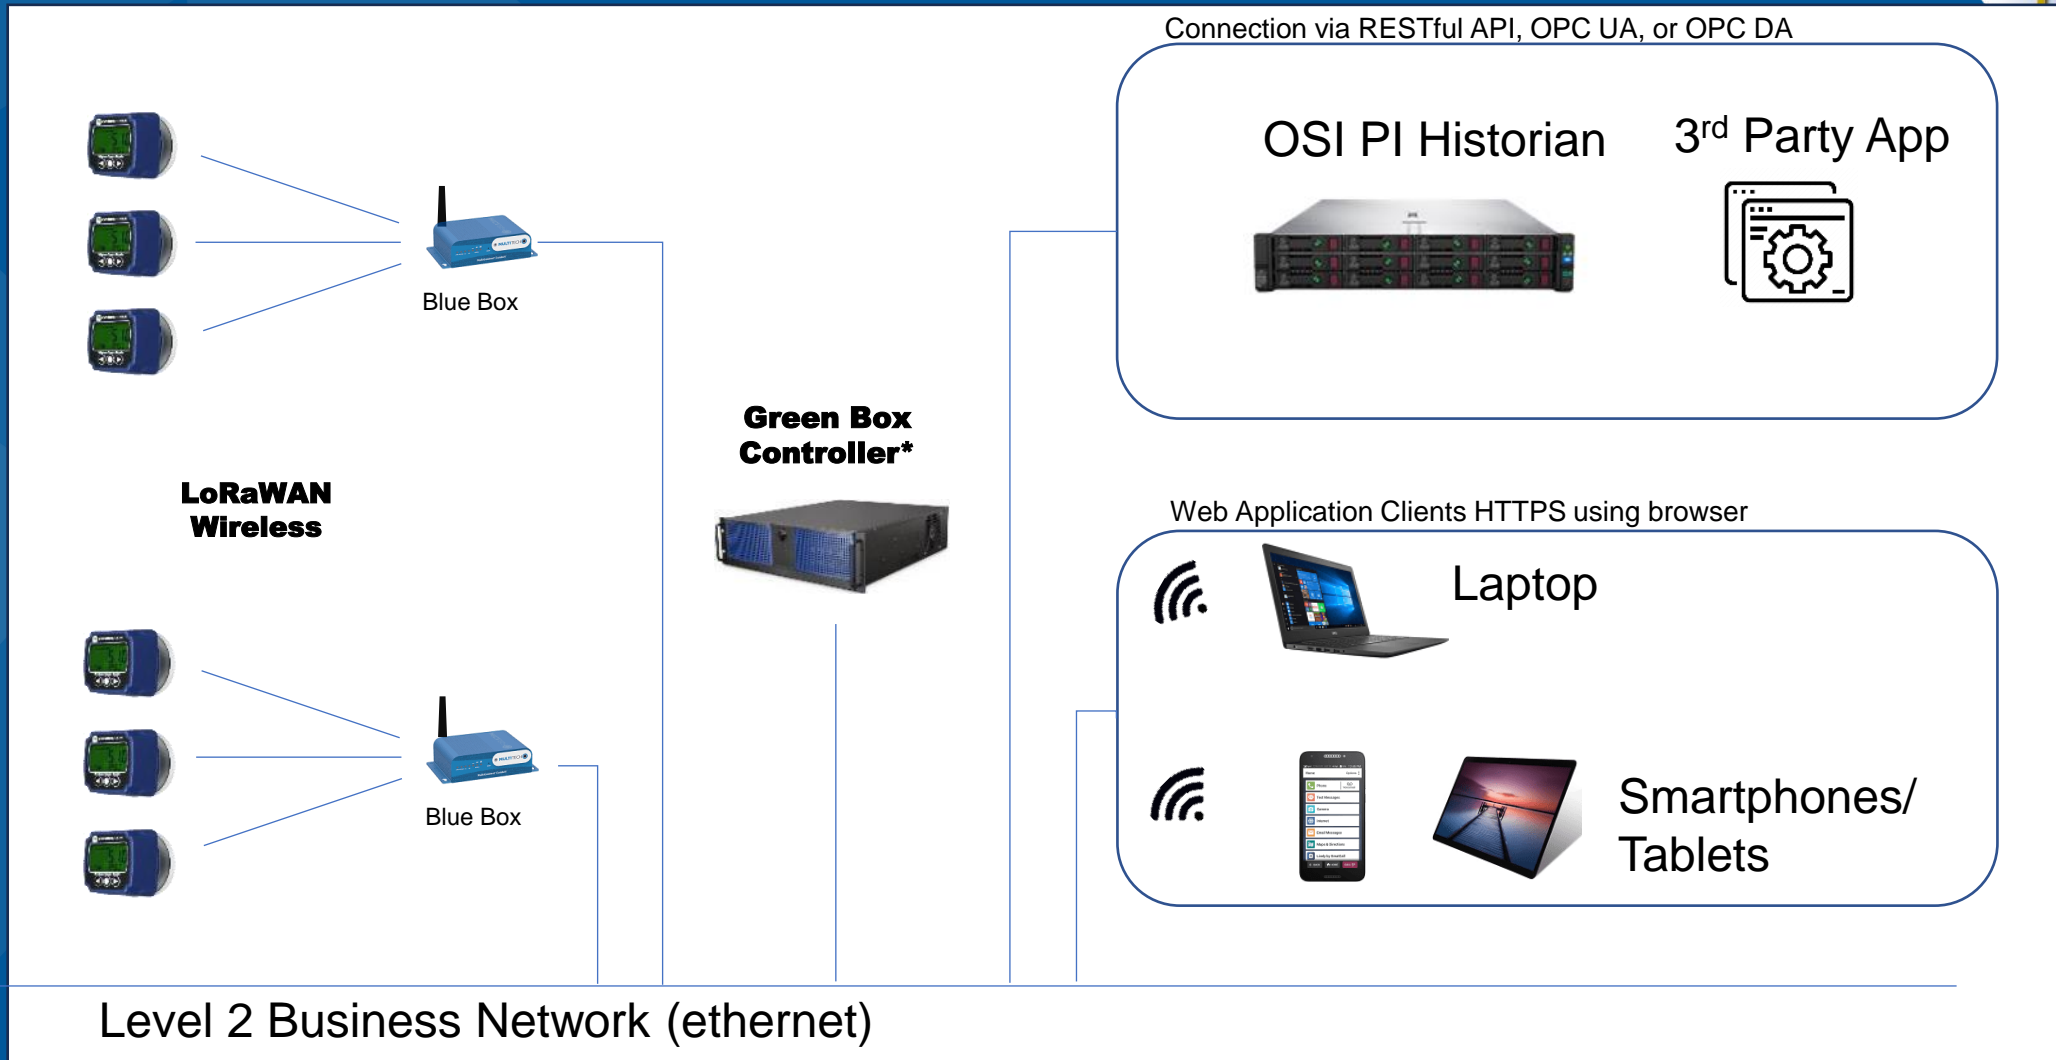 Connection via RESTful API, OPC UA, or OPC DA
OSI PI Historian
3rd Party App
Blue Box
Green Box
Controller*
LoRaWAN
Wireless
Web Application Clients HTTPS using browser
Laptop
Blue Box
Smartphones/
Tablets
Level 2 Business Network (ethernet)